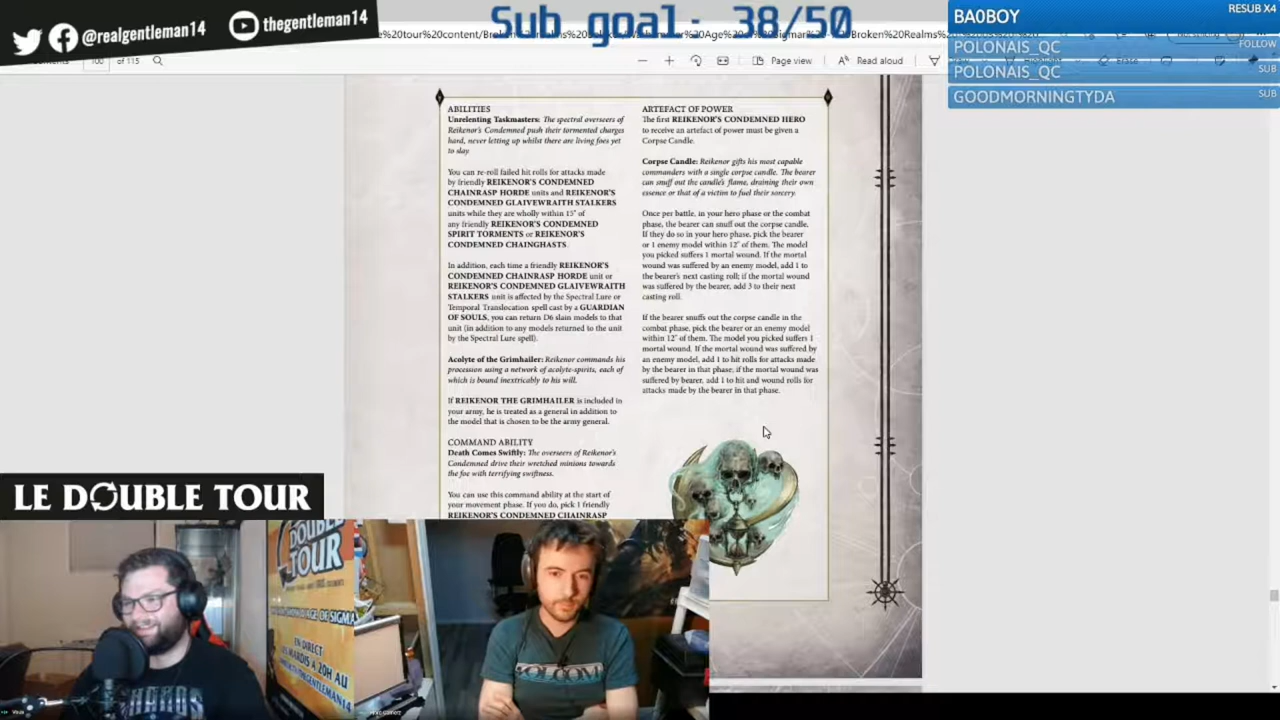 @realgentleman14
thegentleman14
Sub goal: 38/50
BA0BOY
RESUB X4
POLONAIS_QC
FOLLOW
POLONAIS_QC
SUB
GOODMORNINGTYDA
SUB
100 of 115
Page view
Read aloud
ABILITIES
Unrelenting Taskmasters: The spectral overseers of
Reikenor's Condemned push their tormented charges
hard, never letting up whilst there are living foes yet
to slay
You can re-roll failed hit rolls for attacks made
by friendly REIKENOR'S CONDEMNED
CHAINRASP HORDE units and REIKENOR'S
CONDEMNED GLAIVEWRAITH STALKERS
units while they are wholly within 15" of
any friendly REIKENOR'S CONDEMNED
SPIRIT TORMENTS or REIKENOR'S
CONDEMNED CHAINGHASTS.
In addition, each time a friendly REIKENOR'S
CONDEMNED CHAINRASP HORDE unit or
REIKENOR'S CONDEMNED GLAIVEWRAITH
STALKERS unit is affected by the Spectral Lure or
Temporal Translocation spell cast by a GUARDIAN
OF SOULS, you can return D6 slain models to that
unit (in addition to any models returned to the unit
by the Spectral Lure spell).
Acolyte of the Grimhailer: Reikenor commands his
procession using a network of acolyte-spirits, each of
which is bound inextricably to his will.
If REIKENOR THE GRIMHAILER is included in
your army, he is treated as a general in addition to
the model that is chosen to be the army general.
COMMAND ABILITY
Death Comes Swiftly: The overseers of Reikenor's
Condemned drive their wretched minions towards
the foe with terrifying swiftness.
You can use this command ability at the start of
your movement phase. If you do, pick 1 friendly
REIKENOR'S CONDEMNED CHAINRASP
ARTEFACT OF POWER
The first REIKENOR'S CONDEMNED HERO
to receive an artefact of power must be given a
Corpse Candle.
Corpse Candle: Reikenor gifts his most capable
commanders with a single corpse candle. The bearer
can snuff out the candle's flame, draining their own
essence or that of a victim to fuel their sorcery.
Once per battle, in your hero phase or the combat
phase, the bearer can snuff out the corpse candle.
If they do so in your hero phase, pick the bearer
or 1 enemy model within 12" of them. The model
you picked suffers 1 mortal wound. If the mortal
wound was suffered by an enemy model, add 1 to
the bearer's next casting roll; if the mortal wound
was suffered by the bearer, add 3 to their next
casting roll.
If the bearer snuffs out the corpse candle in the
combat phase, pick the bearer or an enemy model
within 12" of them. The model you picked suffers 1
mortal wound. If the mortal wound was suffered by
an enemy model, add 1 to hit rolls for attacks made
by the bearer in that phase; if the mortal wound was
suffered by bearer, add 1 to hit and wound rolls for
attacks made by the bearer in that phase.
LE DOUBLE TOUR
DOUBLE
TOUR
EN DIRECT
LES MARDIS À 20H AU
VOLCOM